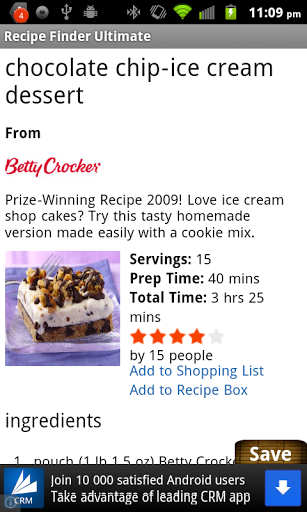 4
11:09 pm
Recipe Finder Ultimate
chocolate chip-ice cream
dessert
From
Betty Crocker
Prize-Winning Recipe 2009! Love ice cream
shop cakes? Try this tasty homemade
version made easily with a cookie mix.
Servings: 15
Prep Time: 40 mins
Total Time: 3 hrs 25
mins
by 15 people
Add to Shopping List
Add to Recipe Box
ingredients
1. pouch (1 lb 1.5 oz) Betty Crocke
Save
CRM
Join 10 000 satisfied Android users
Take advantage of leading CRM app